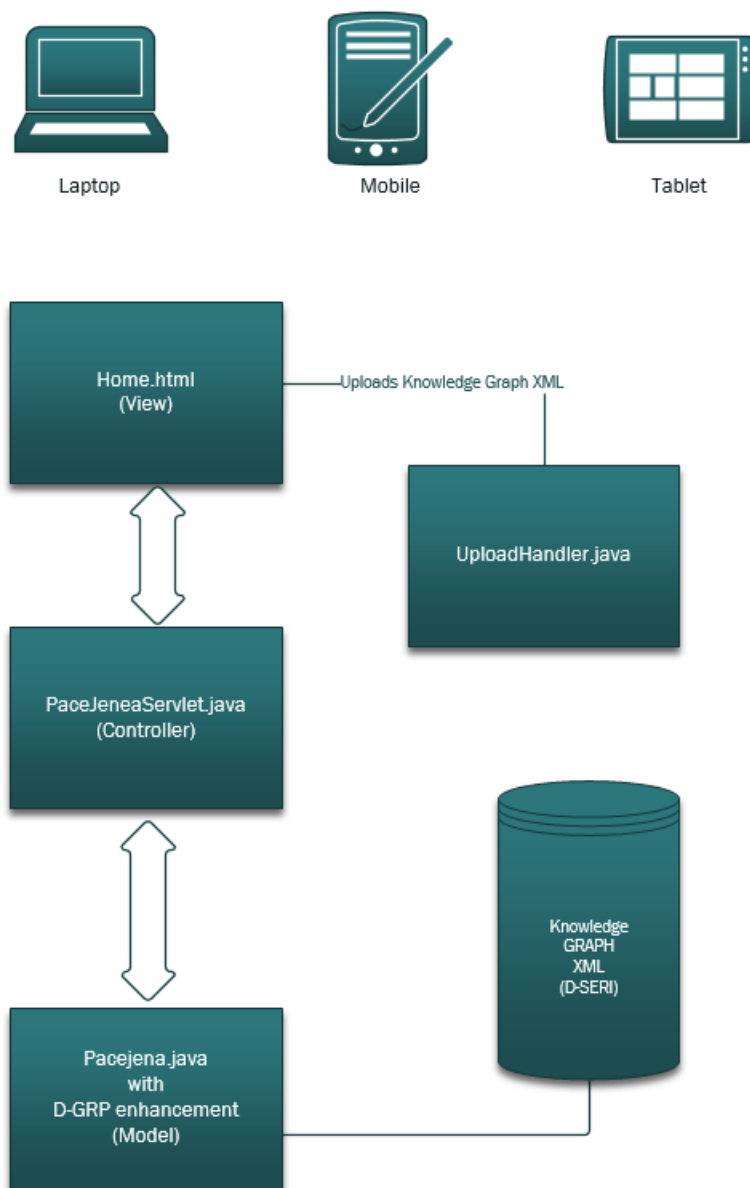 Laptop
Mobile
Tablet
Home.html
(View)
Uploads Knowledge Graph XML
UploadHandler.java
PaceJeneaServlet.java
(Controller)
Knowledge
GRAPH
XML
(D-SERI)
Pacejena.java
with
D-GRP enhancement
(Model)